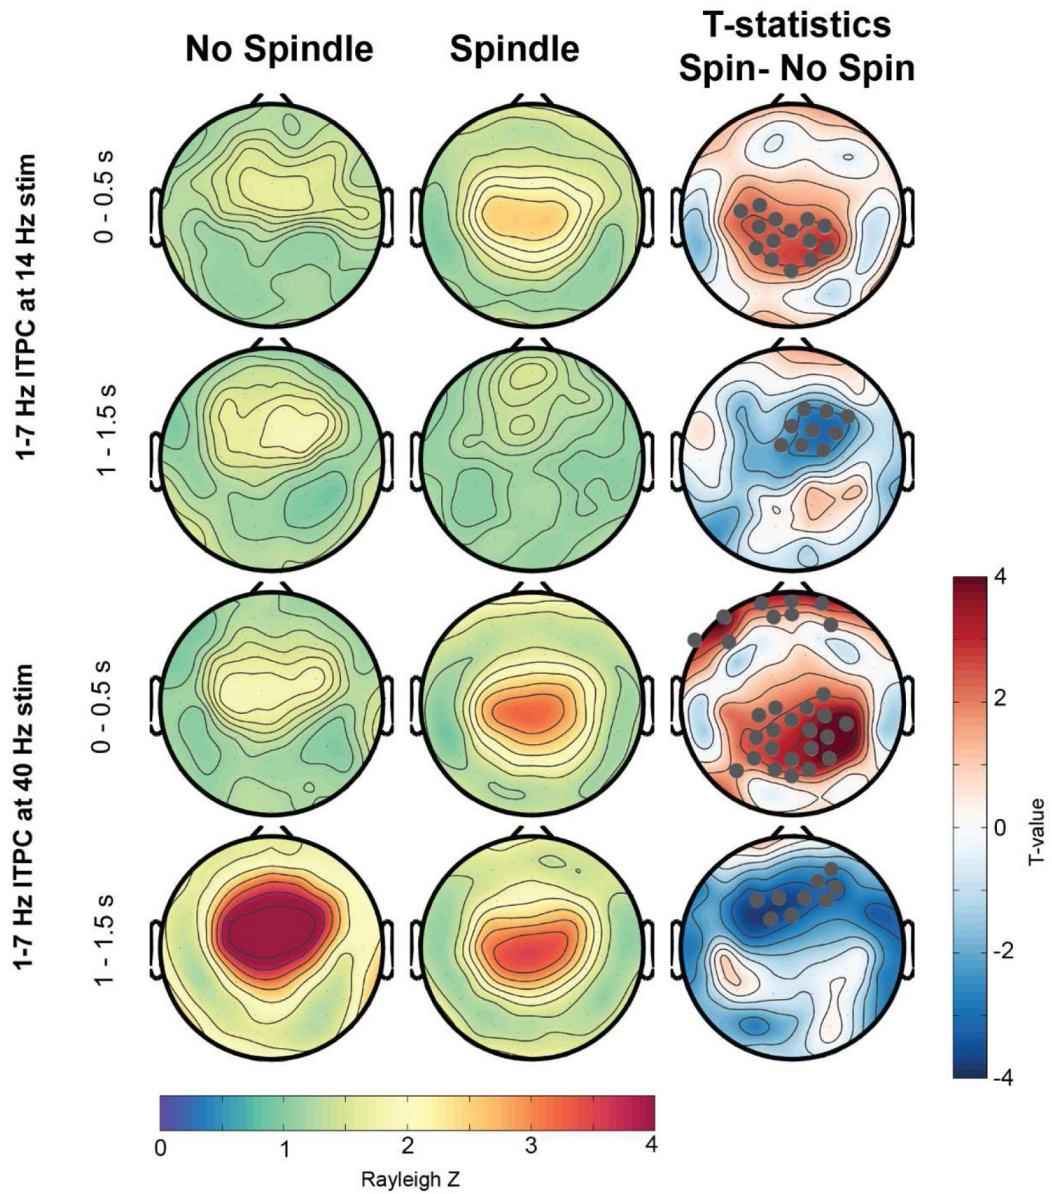 No Spindle
Spindle
T-statistics
Spin- No Spin
1-7 Hz ITPC at 14 Hz stim
0 - 0.5 s
1 - 1.5 s
1-7 Hz ITPC at 40 Hz stim
0 - 0.5 s
1 - 1.5 s
4
2
0
-2
-4
T-value
0
1
2
3
4
Rayleigh Z